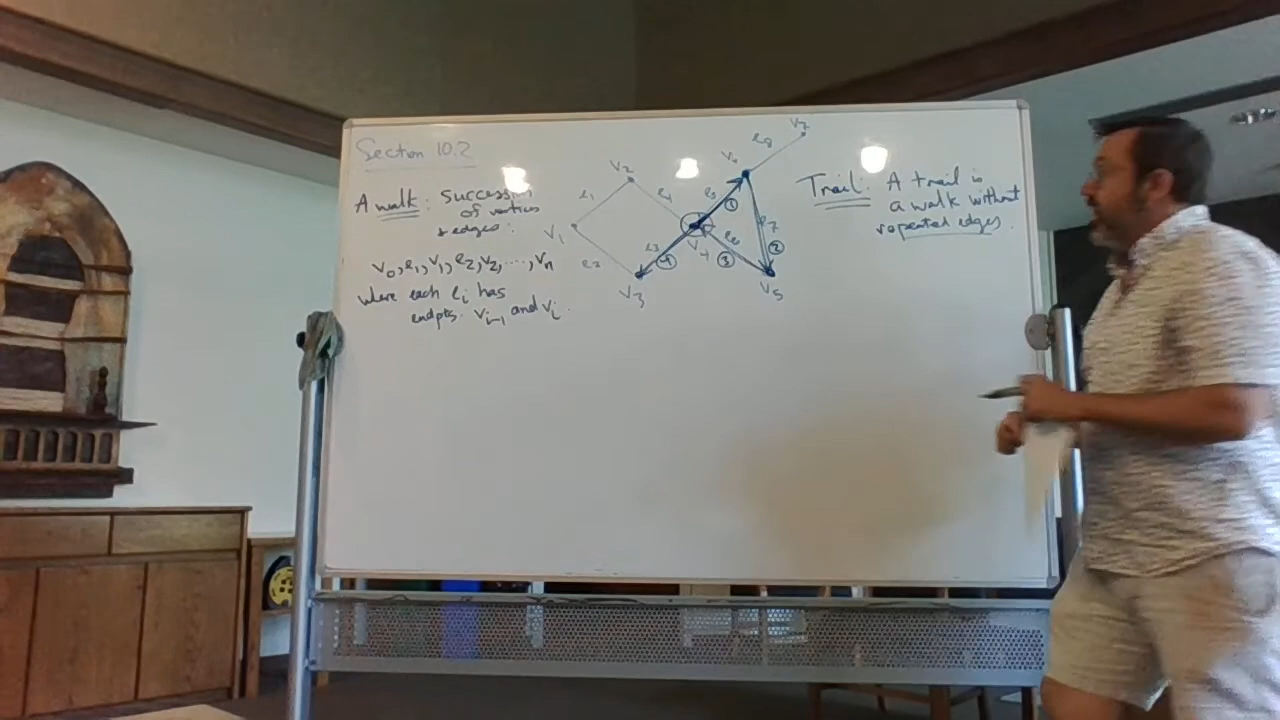 Section 10.2
A walk: succession
of vertices
& edges.
v0, e1, v1, e2, v2, ..., vn
where each ei has
endpts. vi-1 and vi.
v7
e8
v6
v2
e1
e4
e5
①
v1
e7
v4
e6
e2
e3
④
③
②
v3
v5
Trail: A trail is
a walk without
repeated edges.